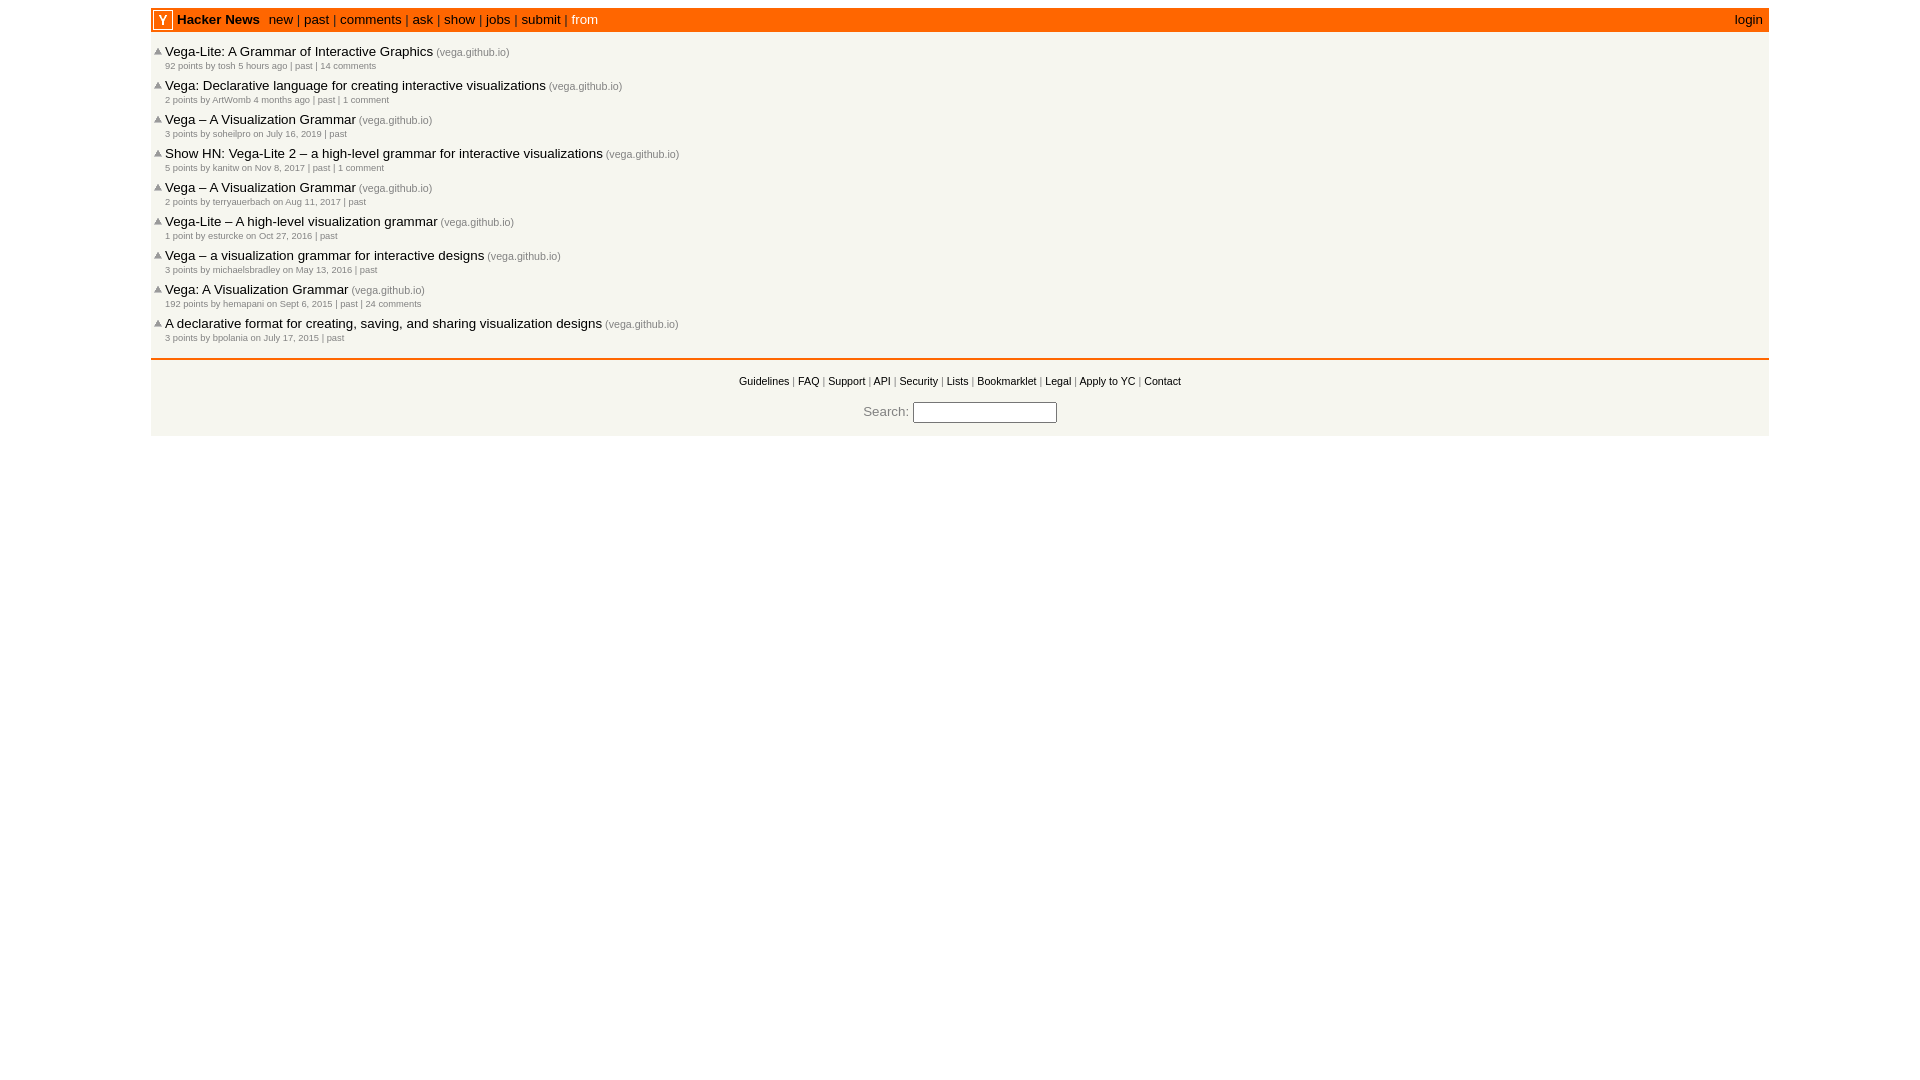 Y Hacker News new | past | comments | ask | show | jobs | submit | from login
Vega-Lite: A Grammar of Interactive Graphics (vega.github.io)
92 points by tosh 5 hours ago | past | 14 comments
Vega: Declarative language for creating interactive visualizations (vega.github.io)
2 points by ArtWomb 4 months ago | past | 1 comment
Vega – A Visualization Grammar (vega.github.io)
3 points by soheilpro on July 16, 2019 | past
Show HN: Vega-Lite 2 – a high-level grammar for interactive visualizations (vega.github.io)
5 points by kanitw on Nov 8, 2017 | past | 1 comment
Vega – A Visualization Grammar (vega.github.io)
2 points by terryauerbach on Aug 11, 2017 | past
Vega-Lite – A high-level visualization grammar (vega.github.io)
1 point by esturcke on Oct 27, 2016 | past
Vega – a visualization grammar for interactive designs (vega.github.io)
3 points by michaelsbradley on May 13, 2016 | past
Vega: A Visualization Grammar (vega.github.io)
192 points by hemapani on Sept 6, 2015 | past | 24 comments
A declarative format for creating, saving, and sharing visualization designs (vega.github.io)
3 points by bpolania on July 17, 2015 | past
Guidelines | FAQ | Support | API | Security | Lists | Bookmarklet | Legal | Apply to YC | Contact
Search: